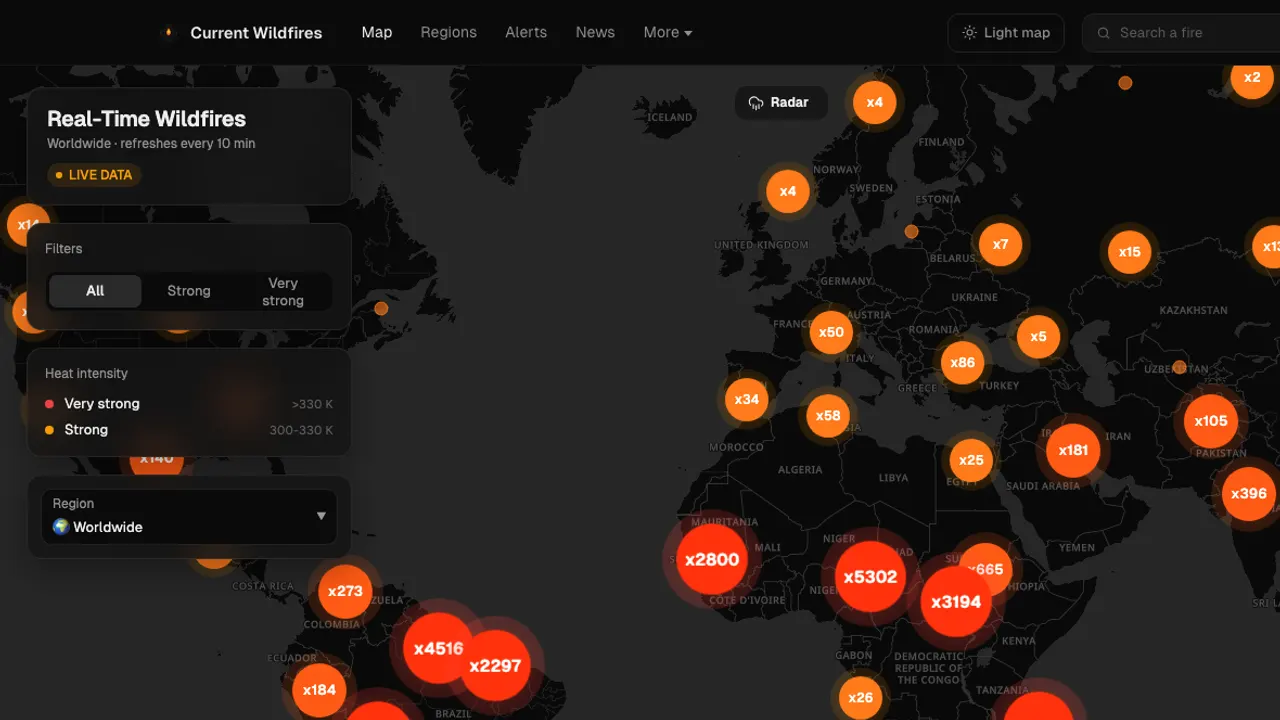 Current Wildfires
Map
Regions
Alerts
News
More
Light map
Search a fire
Real-Time Wildfires
Worldwide · refreshes every 10 min
LIVE DATA
Filters
All
Strong
Very
strong
Heat intensity
Very strong
>330 K
Strong
300-330 K
Region
Worldwide
Radar
x4
x2
ICELAND
FINLAND
NORWAY
x4
SWEDEN
ESTONIA
x14
UNITED KINGDOM
x7
x15
BELARUS
GERMANY
UKRAINE
KAZAKHSTAN
AUSTRIA
FRANCE
x50
ROMANIA
x5
ITALY
x86
UZBEKISTAN
GREECE
TURKEY
x34
x58
x105
MOROCCO
IRAN
x181
PAKISTAN
x140
ALGERIA
x25
LIBYA
EGYPT
SAUDI ARABIA
x396
MAURITANIA
NIGER
MALI
YEMEN
x2800
x5302
x665
COSTA RICA
x273
CÔTE D'IVOIRE
x3194
COLOMBIA
KENYA
x4516
x2297
ECUADOR
GABON
DEMOCRATIC
REPUBLIC OF
THE CONGO
x184
x26
TANZANIA
BRAZIL